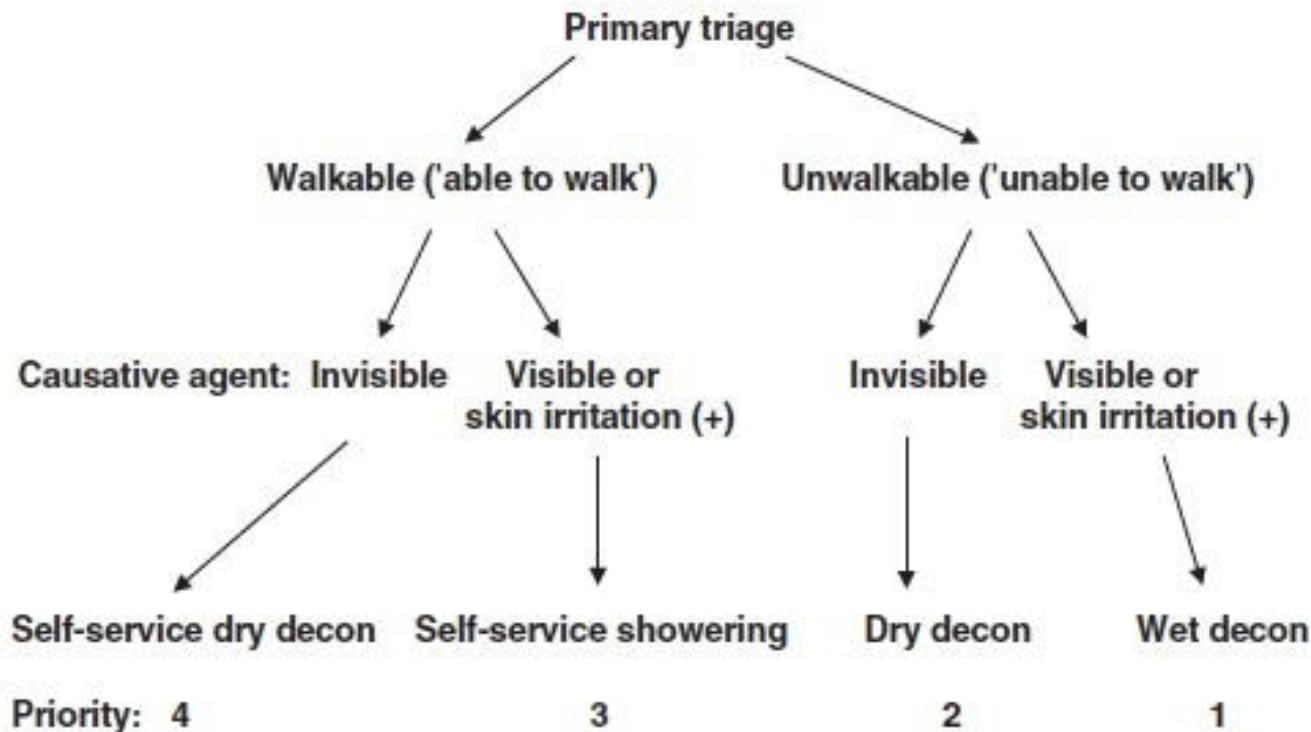 Primary triage
Walkable ('able to walk') Unwalkable ('unable to walk')
Causative agent: Invisible Visible or Invisible Visible or
skin irritation (+) skin irritation (+)
Self-service dry decon Self-service showering Dry decon Wet decon
Priority: 4 3 2 1